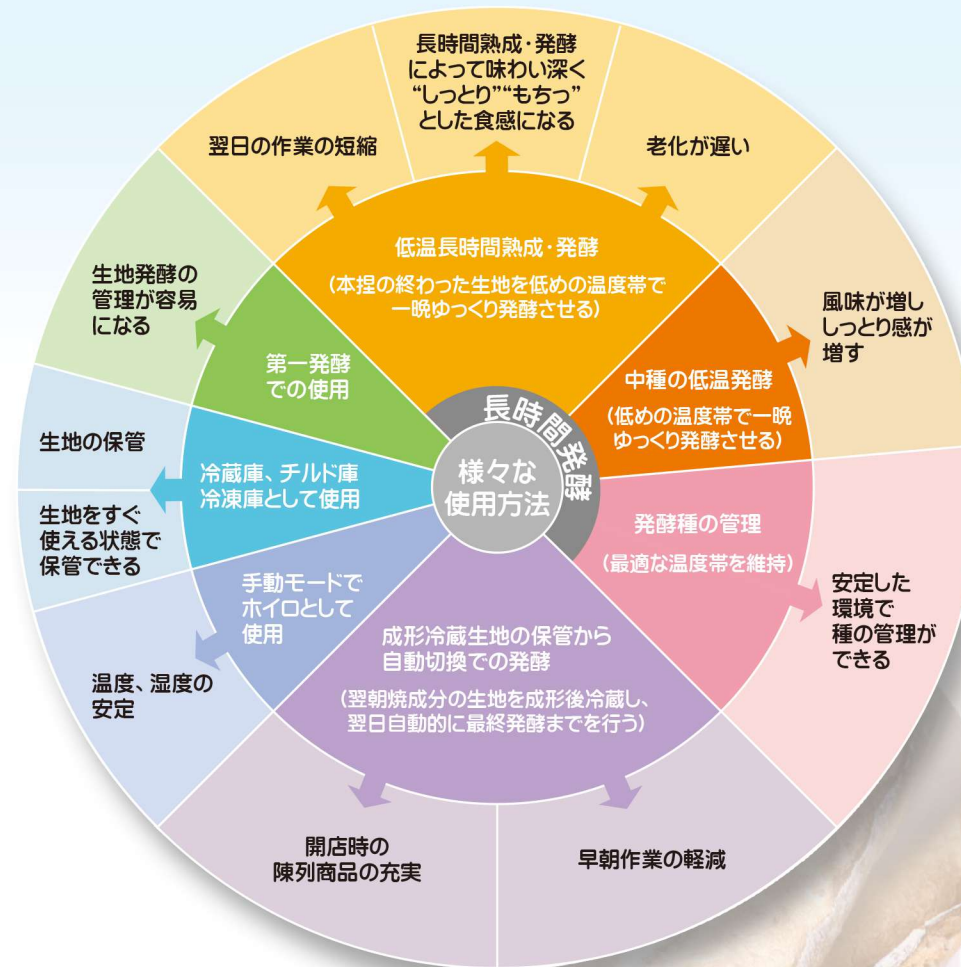 様々な
使用方法
長時間発酵
低温長時間熟成・発酵
(本捏の終わった生地を低めの温度帯で
一晩ゆっくり発酵させる)
翌日の作業の短縮
長時間熟成・発酵
によって味わい深く
“しっとり”“もちっ”
とした食感になる
老化が遅い
中種の低温発酵
(低めの温度帯で一晩
ゆっくり発酵させる)
風味が増し
しっとり感が
増す
発酵種の管理
(最適な温度帯を維持)
安定した
環境で
種の管理が
できる
成形冷蔵生地の保管から
自動切換での発酵
(翌朝焼成分の生地を成形後冷蔵し、
翌日自動的に最終発酵までを行う)
早朝作業の軽減
開店時の
陳列商品の充実
手動モードで
ホイロとして
使用
温度、湿度の
安定
冷蔵庫、チルド庫
冷凍庫として使用
生地の保管
生地をすぐ
使える状態で
保管できる
第一発酵
での使用
生地発酵の
管理が容易
になる